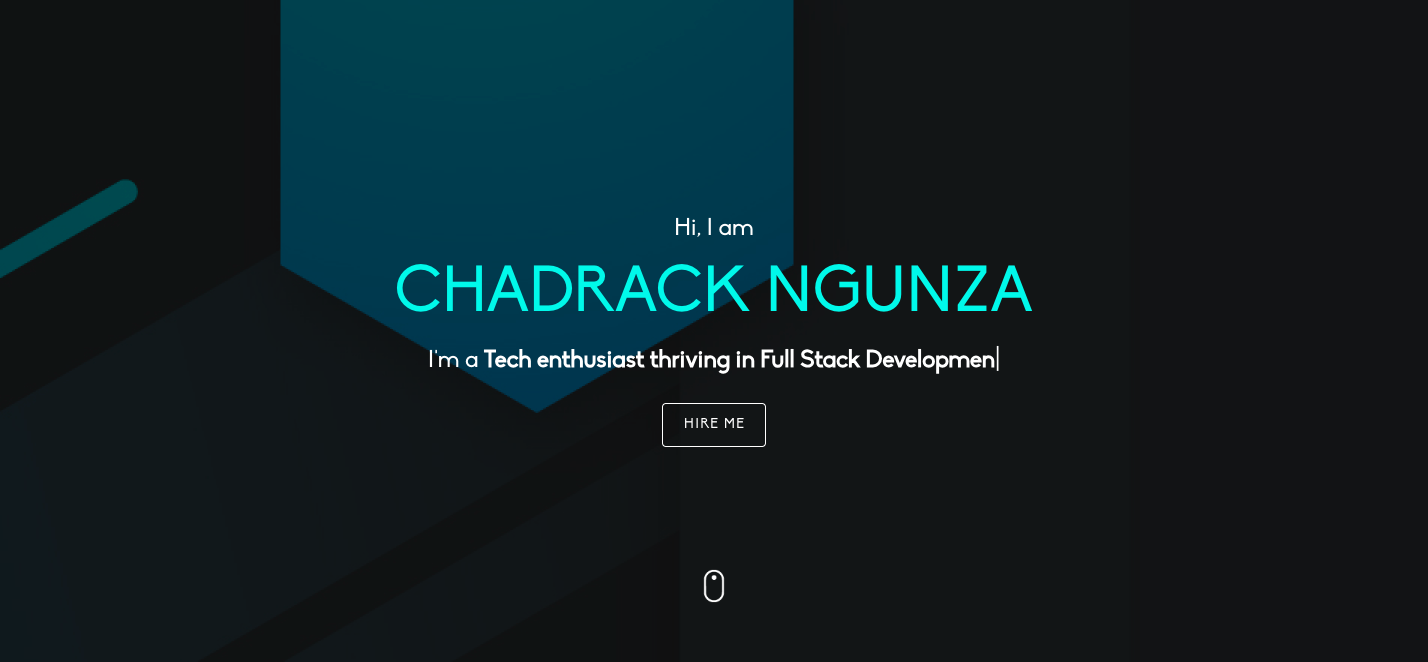 Hi, I am
CHADRACK NGUNZA
I'm a Tech enthusiast thriving in Full Stack Developmen
HIRE ME